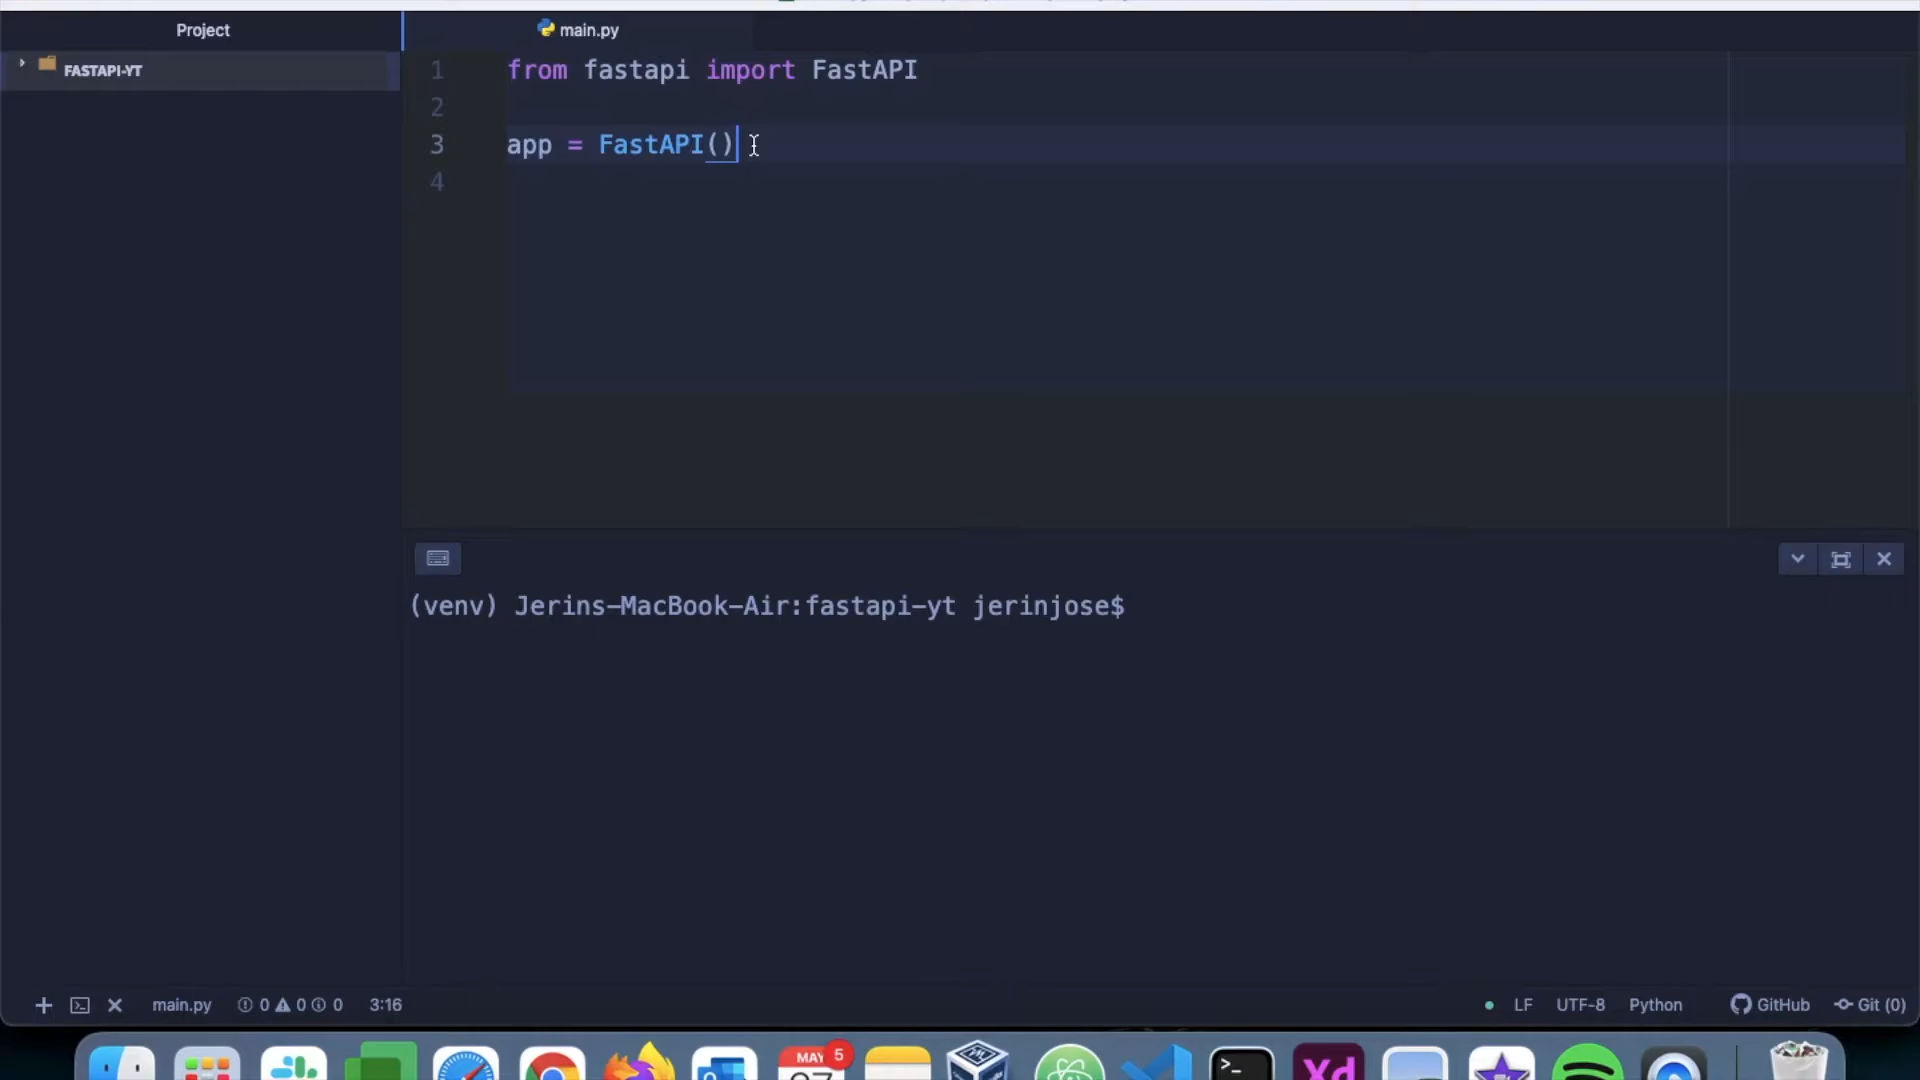 Project
main.py
FASTAPI-YT
1 from fastapi import FastAPI
2
3 app = FastAPI()
4
(venv) Jerins-MacBook-Air:fastapi-yt jerinjose$
main.py 0 0 0 3:16 LF UTF-8 Python GitHub Git (0)
MAY 5
>_ Xd